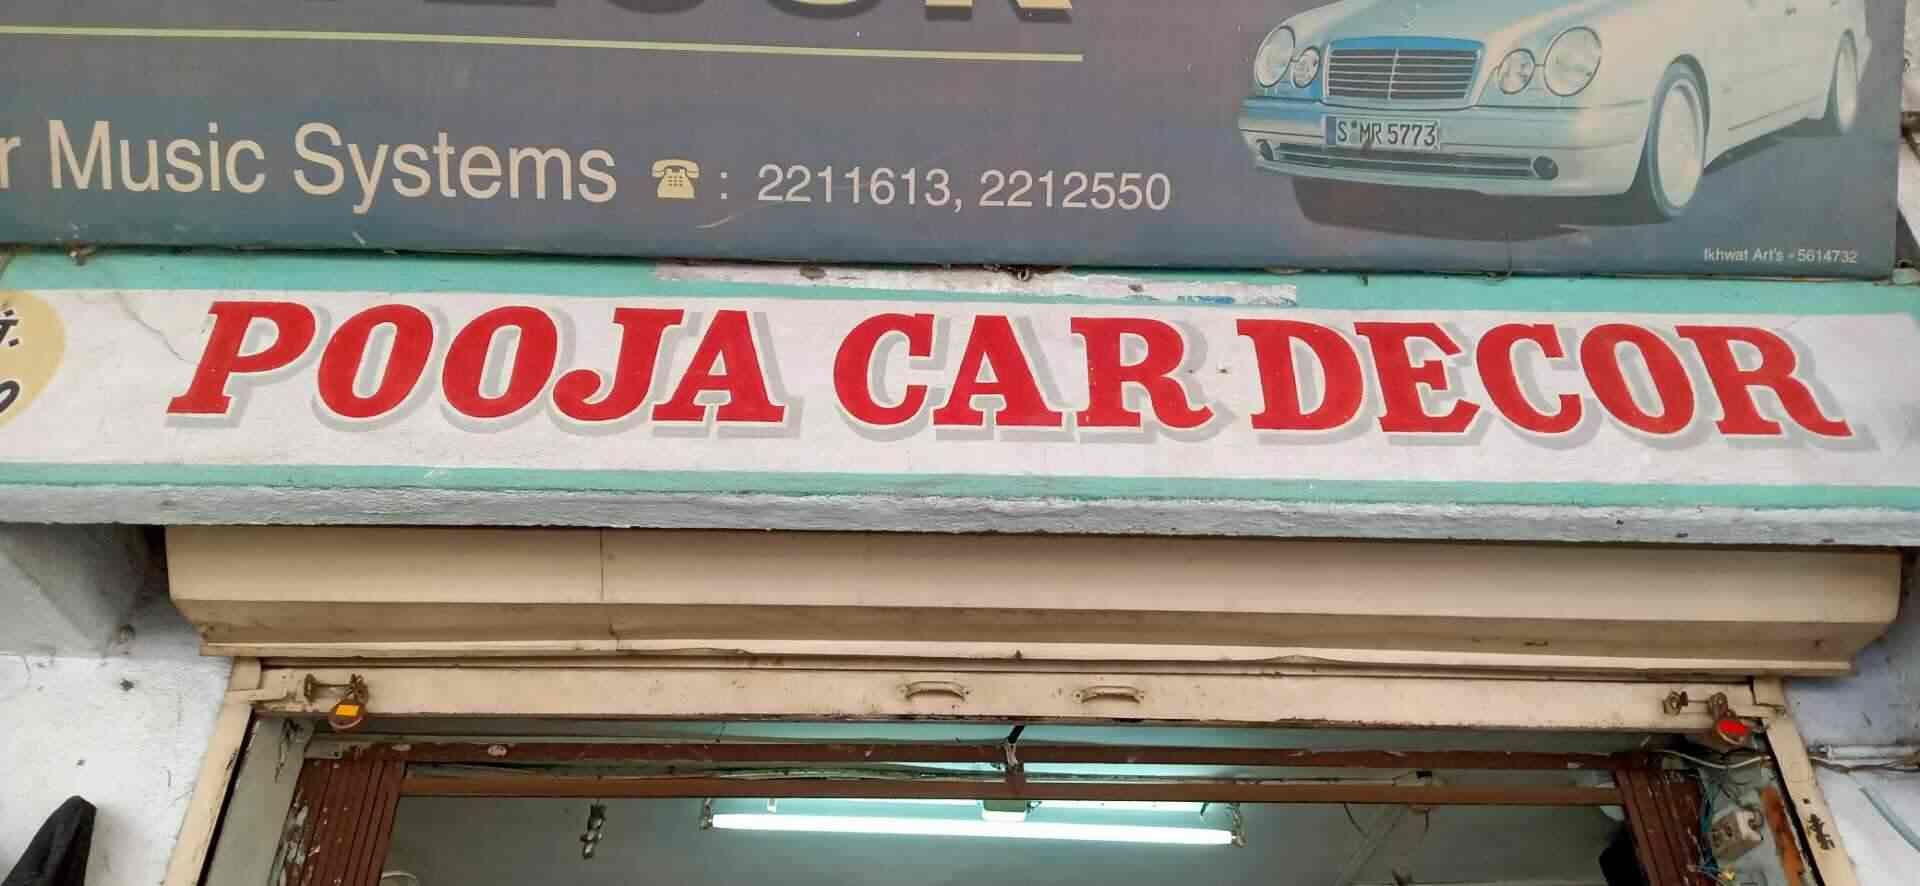 Music Systems ☎ : 2211613, 2212550
S MR 5773
Ikhwat Art's - 5614732
POOJA CAR DECOR